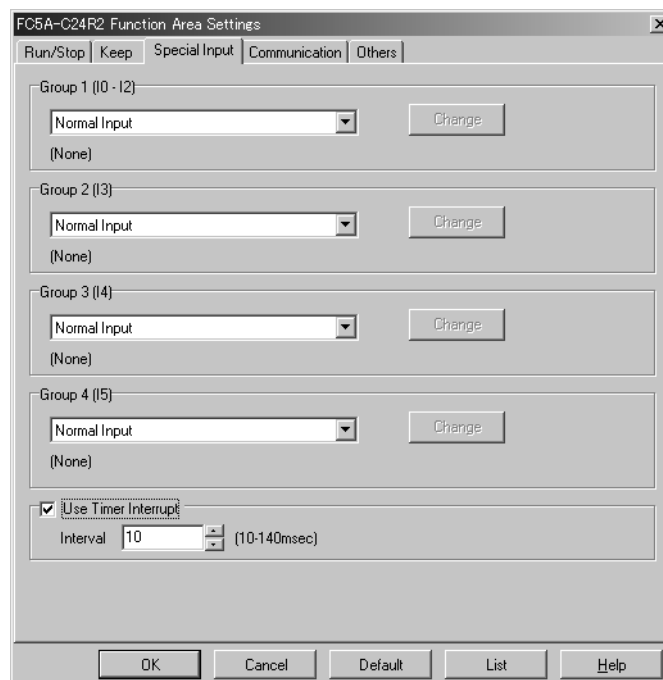 FC5A-C24R2 Function Area Settings
Run/Stop Keep Special Input Communication Others
Group 1 (I0 - I2)
Normal Input Change
(None)
Group 2 (I3)
Normal Input Change
(None)
Group 3 (I4)
Normal Input Change
(None)
Group 4 (I5)
Normal Input Change
(None)
Use Timer Interrupt
Interval 10 (10-140msec)
OK Cancel Default List Help